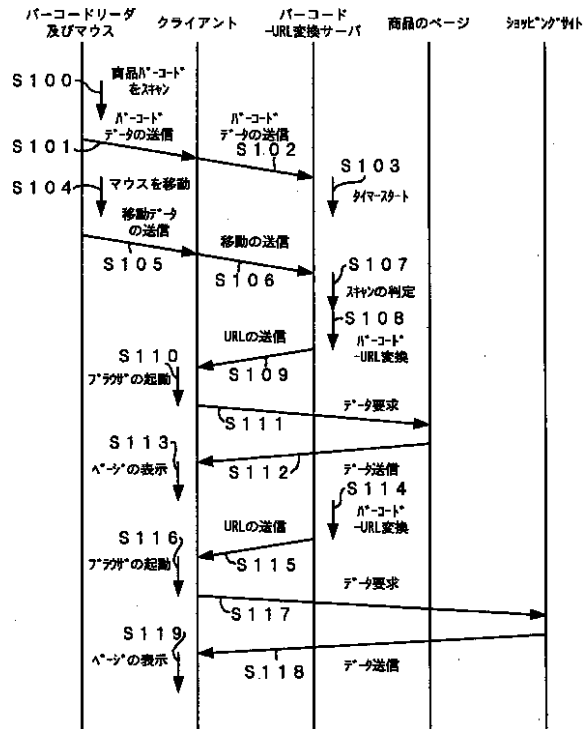 バーコードリーダ
及びマウス
クライアント
バーコード
-URL変換サーバ
商品のページ
ショッピングサイト
S100
商品バーコード
をスキャン
S101
バーコード
データの送信
バーコード
データの送信
S102
S103
タイマースタート
S104
マウスを移動
移動データ
の送信
S105
移動の送信
S106
S107
スキャンの判定
S108
バーコード
-URL変換
URLの送信
S109
S110
ブラウザの起動
データ要求
S111
S112
データ送信
S113
ページの表示
S114
バーコード
-URL変換
URLの送信
S115
S116
ブラウザの起動
データ要求
S117
S118
データ送信
S119
ページの表示